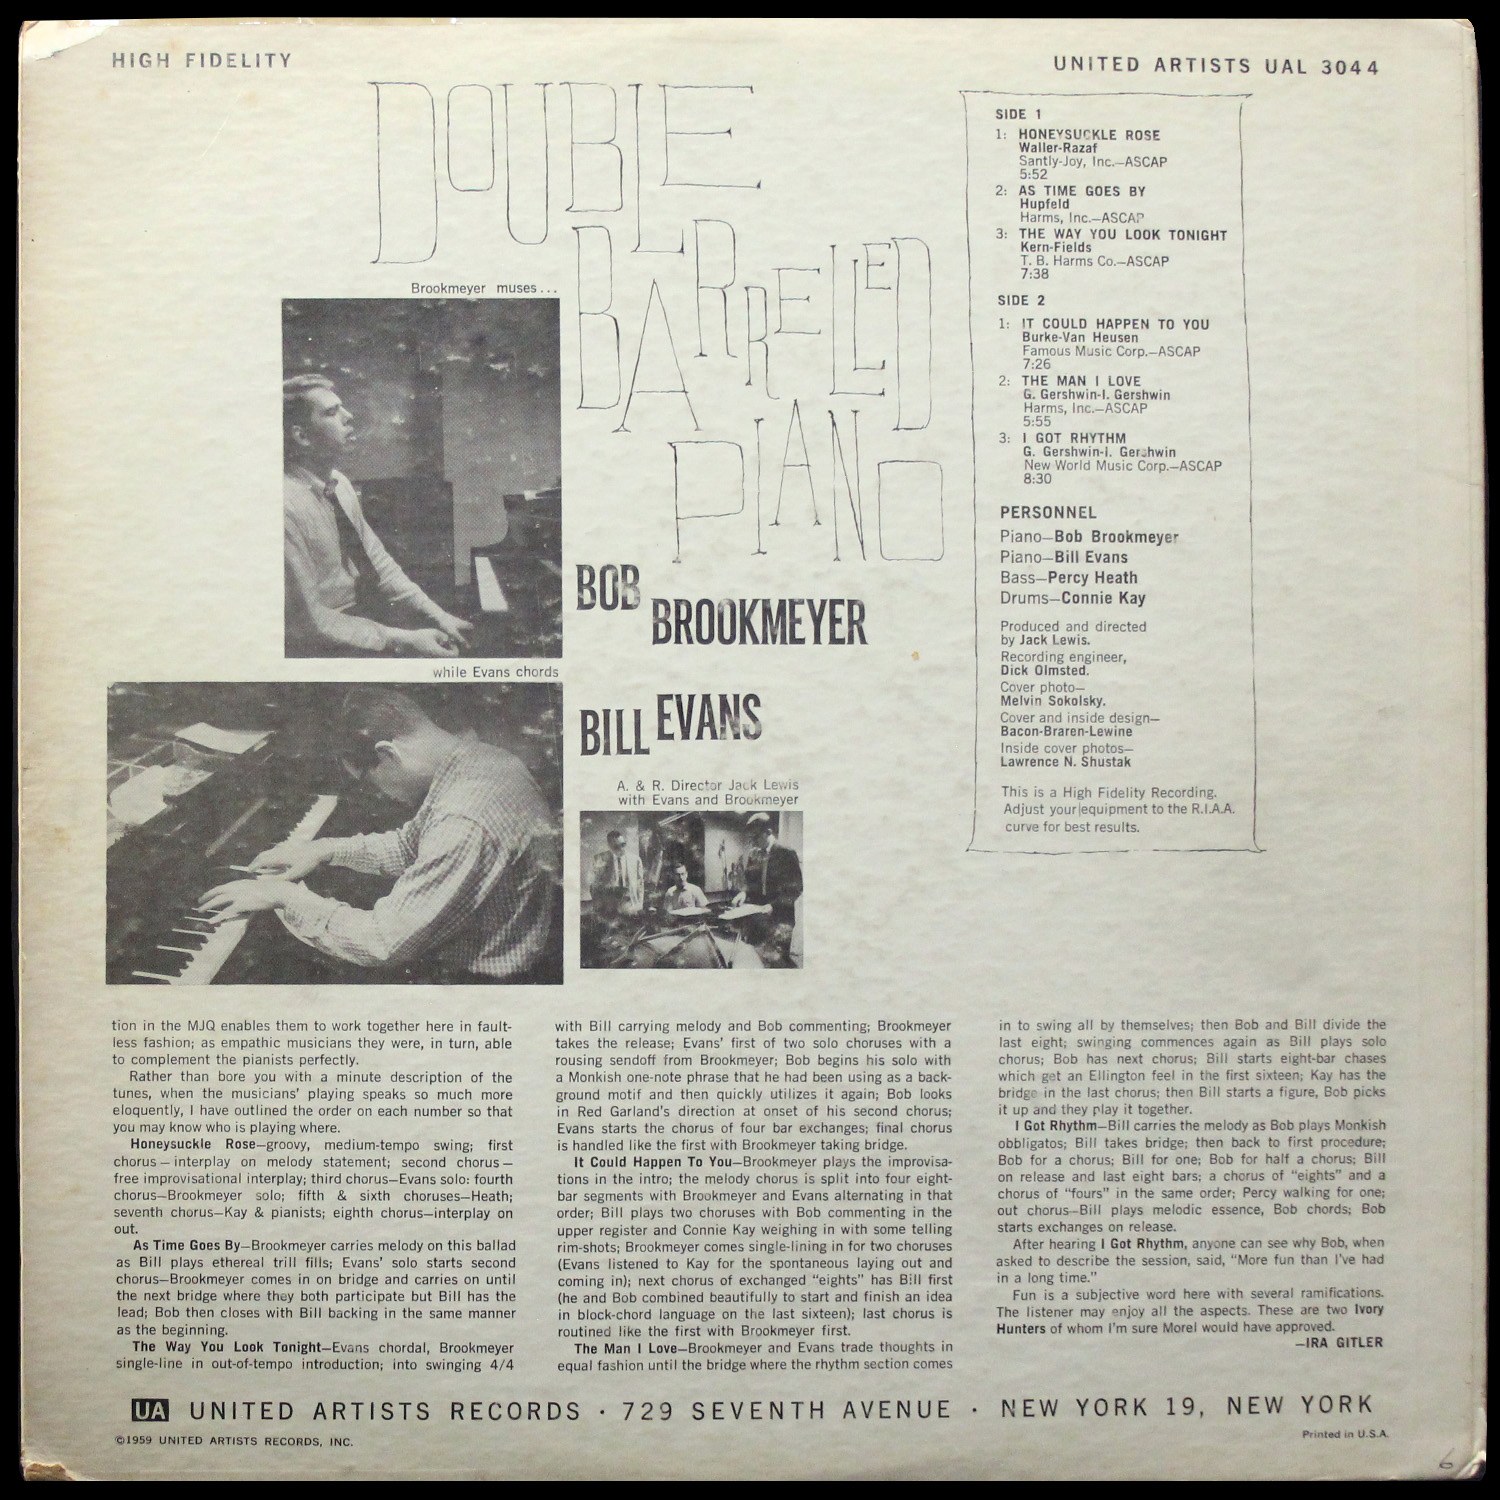 HIGH FIDELITY
UNITED ARTISTS UAL 3044
DOUBLE
BARRELLED
PIANO
BOB
BROOKMEYER
BILL EVANS
Brookmeyer muses...
while Evans chords
A. & R. Director Jack Lewis
with Evans and Brookmeyer
SIDE 1
1: HONEYSUCKLE ROSE
Waller-Razaf
Santly-Joy, Inc.—ASCAP
5:52
2: AS TIME GOES BY
Hupfeld
Harms, Inc.—ASCAP
3: THE WAY YOU LOOK TONIGHT
Kern-Fields
T. B. Harms Co.—ASCAP
7:38
SIDE 2
1: IT COULD HAPPEN TO YOU
Burke-Van Heusen
Famous Music Corp.—ASCAP
7:26
2: THE MAN I LOVE
G. Gershwin-I. Gershwin
Harms, Inc.—ASCAP
5:55
3: I GOT RHYTHM
G. Gershwin-I. Gershwin
New World Music Corp.—ASCAP
8:30
PERSONNEL
Piano—Bob Brookmeyer
Piano—Bill Evans
Bass—Percy Heath
Drums—Connie Kay
Produced and directed
by Jack Lewis.
Recording engineer,
Dick Olmsted.
Cover photo—
Melvin Sokolsky.
Cover and inside design—
Bacon-Braren-Lewine
Inside cover photos—
Lawrence N. Shustak
This is a High Fidelity Recording.
Adjust your equipment to the R.I.A.A.
curve for best results.
tion in the MJQ enables them to work together here in fault-
less fashion; as empathic musicians they were, in turn, able
to complement the pianists perfectly.
Rather than bore you with a minute description of the
tunes, when the musicians' playing speaks so much more
eloquently, I have outlined the order on each number so that
you may know who is playing where.
Honeysuckle Rose—groovy, medium-tempo swing; first
chorus — interplay on melody statement; second chorus —
free improvisational interplay; third chorus—Evans solo: fourth
chorus—Brookmeyer solo; fifth & sixth choruses—Heath;
seventh chorus—Kay & pianists; eighth chorus—interplay on
out.
As Time Goes By—Brookmeyer carries melody on this ballad
as Bill plays ethereal trill fills; Evans' solo starts second
chorus—Brookmeyer comes in on bridge and carries on until
the next bridge where they both participate but Bill has the
lead; Bob then closes with Bill backing in the same manner
as the beginning.
The Way You Look Tonight—Evans chordal, Brookmeyer
single-line in out-of-tempo introduction; into swinging 4/4
with Bill carrying melody and Bob commenting; Brookmeyer
takes the release; Evans' first of two solo choruses with a
rousing sendoff from Brookmeyer; Bob begins his solo with
a Monkish one-note phrase that he had been using as a back-
ground motif and then quickly utilizes it again; Bob looks
in Red Garland's direction at onset of his second chorus;
Evans starts the chorus of four bar exchanges; final chorus
is handled like the first with Brookmeyer taking bridge.
It Could Happen To You—Brookmeyer plays the improvisa-
tions in the intro; the melody chorus is split into four eight-
bar segments with Brookmeyer and Evans alternating in that
order; Bill plays two choruses with Bob commenting in the
upper register and Connie Kay weighing in with some telling
rim-shots; Brookmeyer comes single-lining in for two choruses
(Evans listened to Kay for the spontaneous laying out and
coming in); next chorus of exchanged "eights" has Bill first
(he and Bob combined beautifully to start and finish an idea
in block-chord language on the last sixteen); last chorus is
routined like the first with Brookmeyer first.
The Man I Love—Brookmeyer and Evans trade thoughts in
equal fashion until the bridge where the rhythm section comes
in to swing all by themselves; then Bob and Bill divide the
last eight; swinging commences again as Bill plays solo
chorus; Bob has next chorus; Bill starts eight-bar chases
which get an Ellington feel in the first sixteen; Kay has the
bridge in the last chorus; then Bill starts a figure, Bob picks
it up and they play it together.
I Got Rhythm—Bill carries the melody as Bob plays Monkish
obbligatos; Bill takes bridge; then back to first procedure;
Bob for a chorus; Bill for one; Bob for half a chorus; Bill
on release and last eight bars; a chorus of "eights" and a
chorus of "fours" in the same order; Percy walking for one;
out chorus—Bill plays melodic essence, Bob chords; Bob
starts exchanges on release.
After hearing I Got Rhythm, anyone can see why Bob, when
asked to describe the session, said, "More fun than I've had
in a long time."
Fun is a subjective word here with several ramifications.
The listener may enjoy all the aspects. These are two Ivory
Hunters of whom I'm sure Morel would have approved.
—IRA GITLER
UA UNITED ARTISTS RECORDS · 729 SEVENTH AVENUE · NEW YORK 19, NEW YORK
©1959 UNITED ARTISTS RECORDS, INC.
Printed in U.S.A.
6